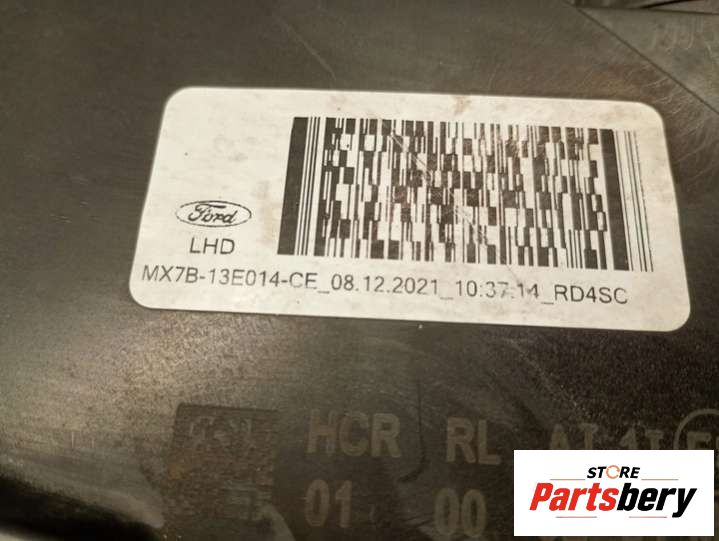 Ford
LHD
MX7B-13E014-CE_08.12.2021_10:37:14_RD4SC
HCR RL
01 00
STORE
Partsbery